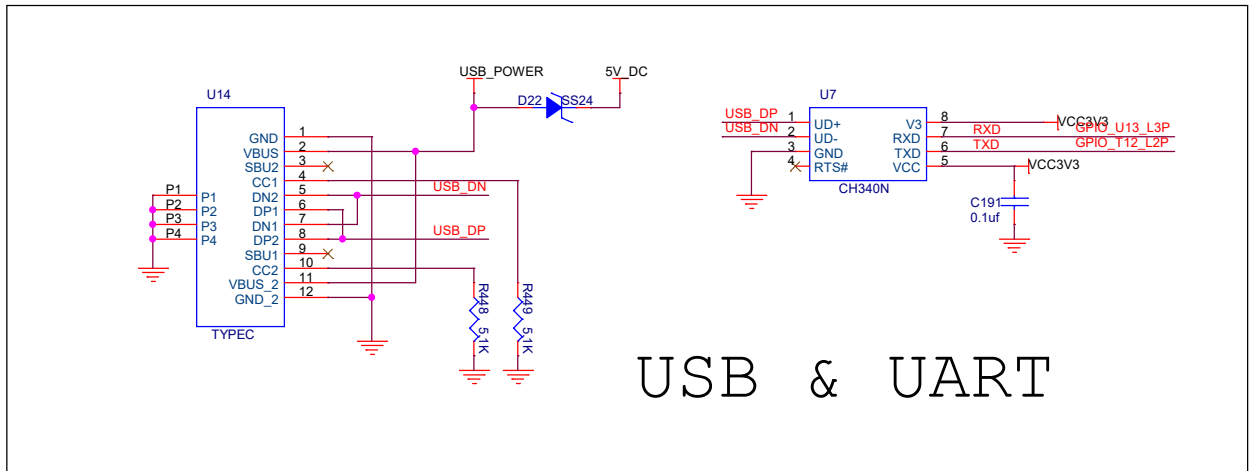 USB_POWER
5V_DC
D22
SS24
U14
GND
1
VBUS
2
SBU2
3
CC1
4
DN2
5
USB_DN
DP1
6
DN1
7
DP2
8
USB_DP
SBU1
9
CC2
10
VBUS_2
11
GND_2
12
P1
P1
P2
P2
P3
P3
P4
P4
TYPEC
R448
5.1K
R449
5.1K
U7
USB_DP
1
UD+
V3
8
VCC3V3
USB_DN
2
UD-
RXD
7
RXD
GPIO_U13_L3P
3
GND
TXD
6
TXD
GPIO_T12_L2P
4
RTS#
VCC
5
VCC3V3
CH340N
C191
0.1uf
USB & UART